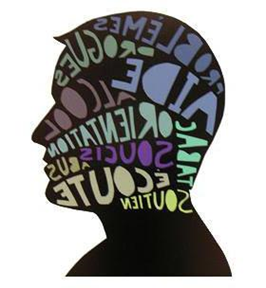 PROBLÈMES
DROGUES
AIDE
ALCOOL
ORIENTATION
TABAC
SOUCIS
ABUS
ÉCOUTE
SOUTIEN